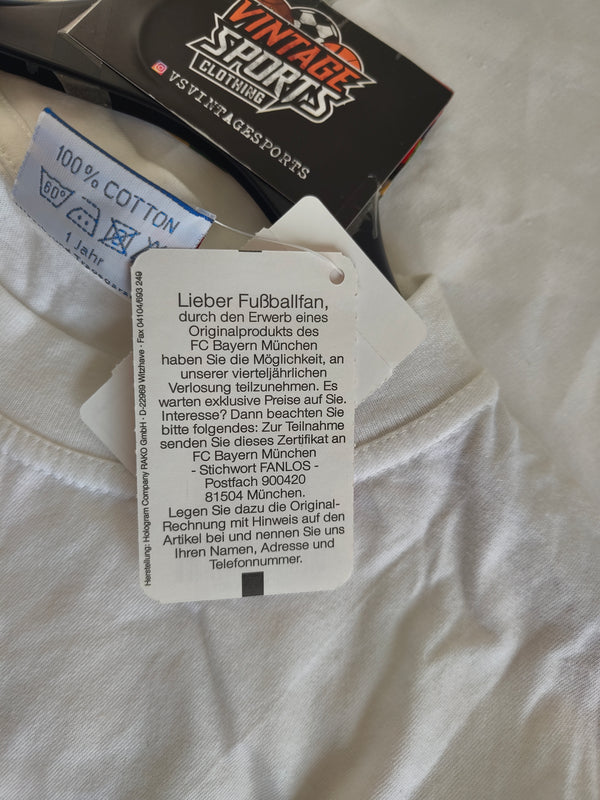 VINTAGE
SPORTS
CLOTHING
VSVINTAGESPORTS
100% COTTON
60°
1 Jahr
Lieber Fußballfan,
durch den Erwerb eines
Originalprodukts des
FC Bayern München
haben Sie die Möglichkeit, an
unserer vierteljährlichen
Verlosung teilzunehmen. Es
warten exklusive Preise auf Sie.
Interesse? Dann beachten Sie
bitte folgendes: Zur Teilnahme
senden Sie dieses Zertifikat an
FC Bayern München
- Stichwort FANLOS -
Postfach 900420
81504 München.
Legen Sie dazu die Original-
Rechnung mit Hinweis auf den
Artikel bei und nennen Sie uns
Ihren Namen, Adresse und
Telefonnummer.
Herstellung: Hologram Company RAKO GmbH · D-22969 Witzhave · Fax 04104/693 249